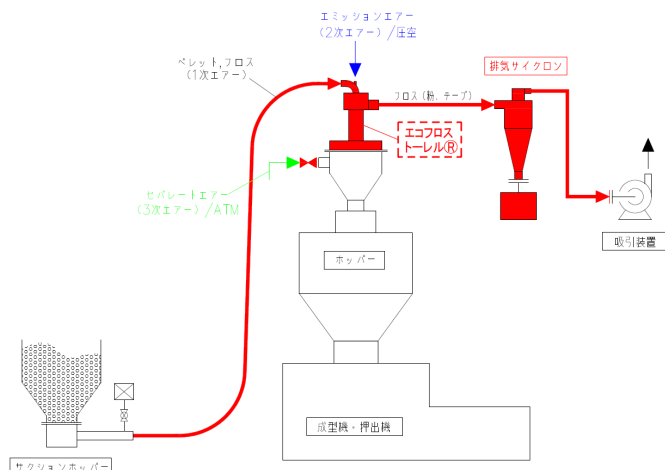 エミッションエアー
(2次エアー)/圧空
ペレット,フロス
(1次エアー)
排気サイクロン
フロス(粉、テープ)
エコフロス
トーレル®
セパレートエアー
(3次エアー)/ATM
吸引装置
ホッパー
成型機・押出機
サクションホッパー